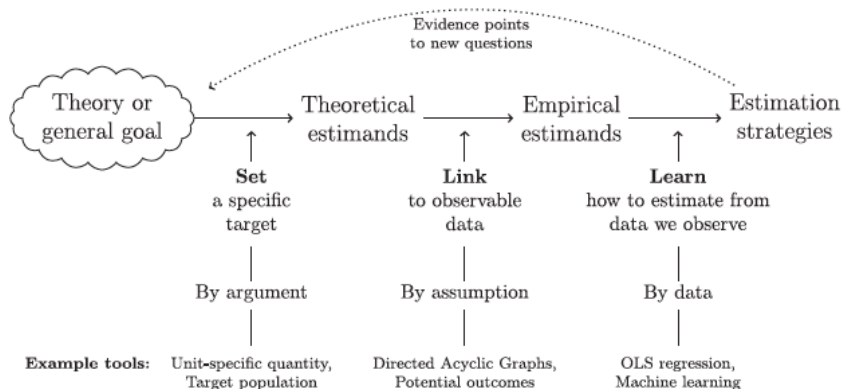 Evidence points
to new questions
Theory or
general goal
Theoretical
estimands
Empirical
estimands
Estimation
strategies
Set
a specific
target
Link
to observable
data
Learn
how to estimate from
data we observe
By argument
By assumption
By data
Example tools:
Unit-specific quantity,
Target population
Directed Acyclic Graphs,
Potential outcomes
OLS regression,
Machine learning